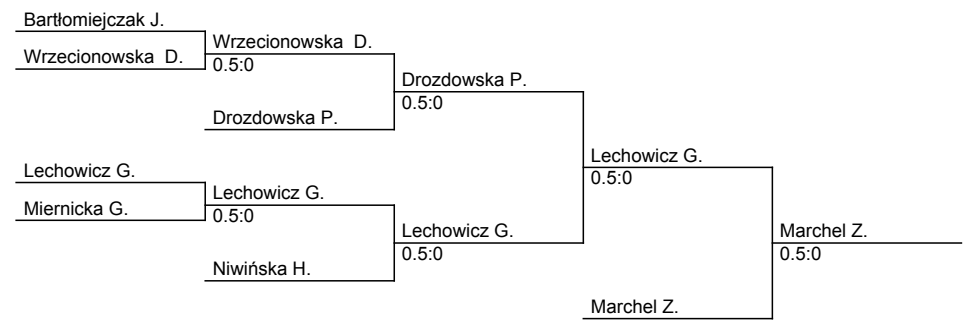 Bartłomiejczak J.
Wrzecionowska  D.
Wrzecionowska  D.
0.5:0
Drozdowska P.
0.5:0
Drozdowska P.
Lechowicz G.
0.5:0
Lechowicz G.
Miernicka G.
Lechowicz G.
0.5:0
Lechowicz G.
0.5:0
Marchel Z.
0.5:0
Niwińska H.
Marchel Z.